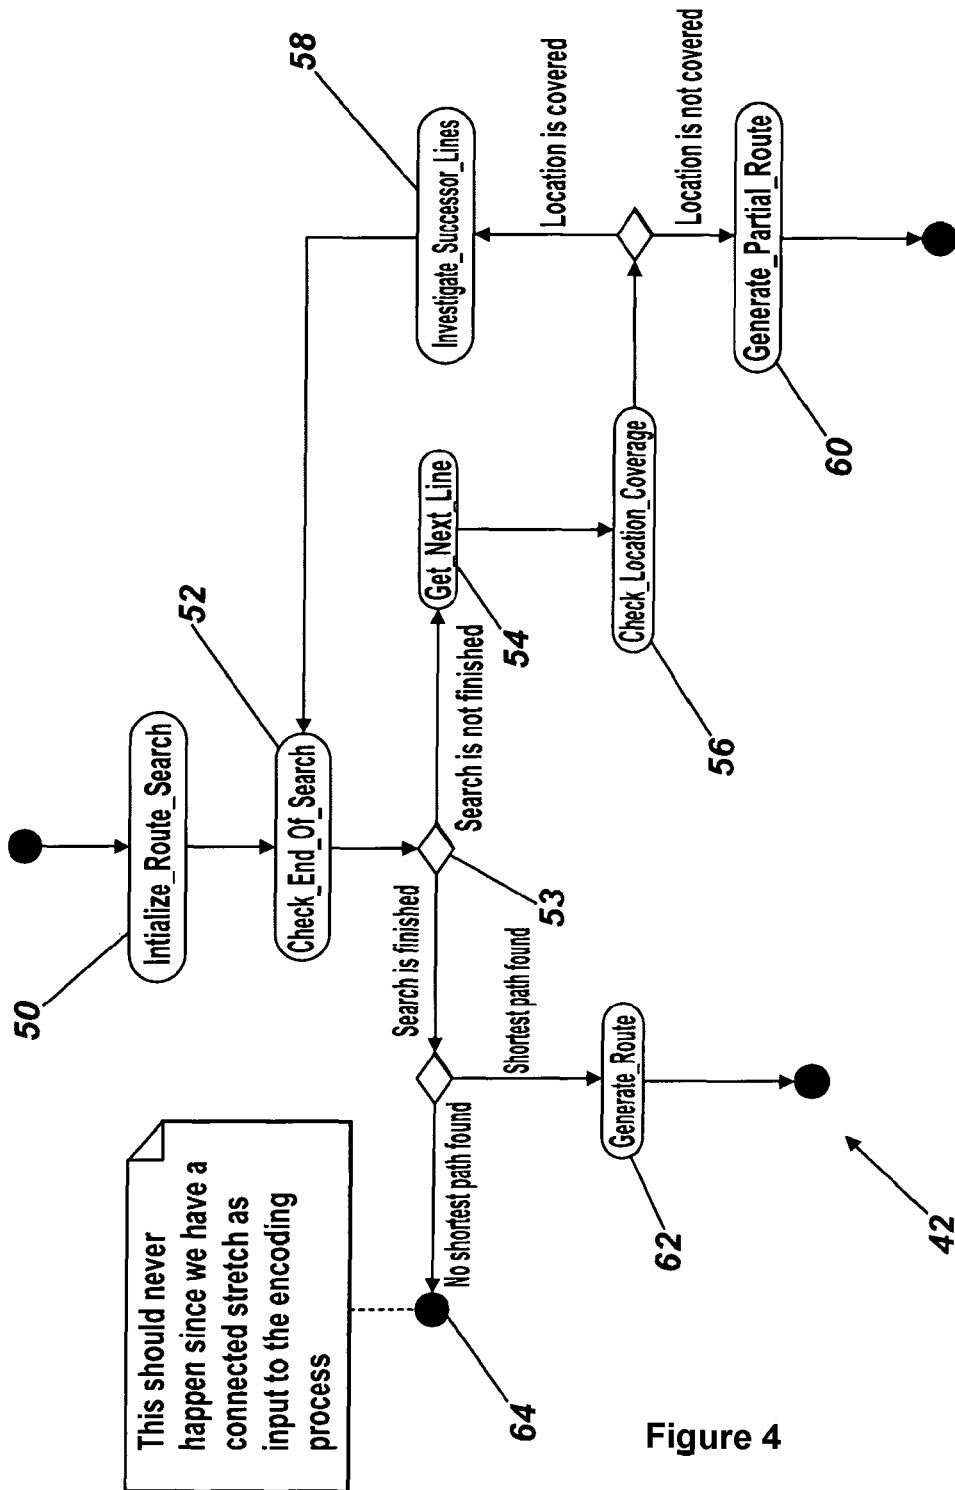 50
Intialize_Route_Search
52
Check_End_Of_Search
53
Search is finished
Search is not finished
This should never
happen since we have a
connected stretch as
input to the encoding
process
64
No shortest path found
Shortest path found
Generate_Route
62
42
Get_Next_Line
54
Check_Location_Coverage
56
Location is covered
Location is not covered
Investigate_Successor_Lines
58
Generate_Partial_Route
60
Figure 4